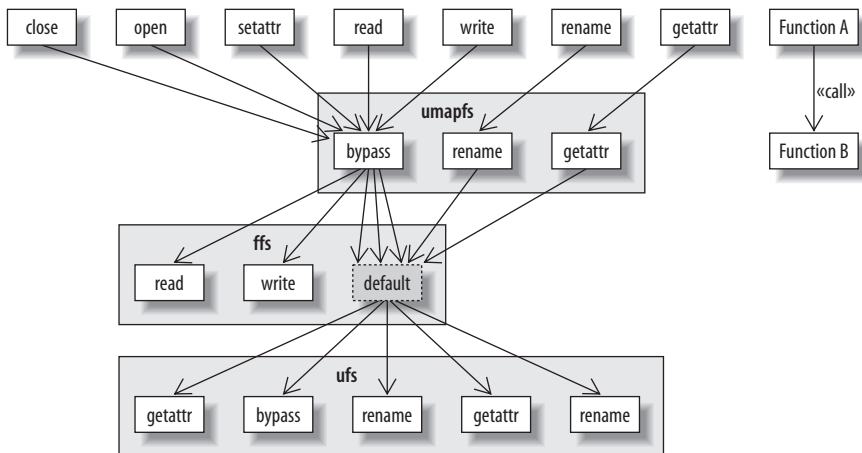 close
open
setattr
read
write
rename
getattr
Function A
«call»
Function B
umapfs
bypass
rename
getattr
ffs
read
write
default
ufs
getattr
bypass
rename
getattr
rename